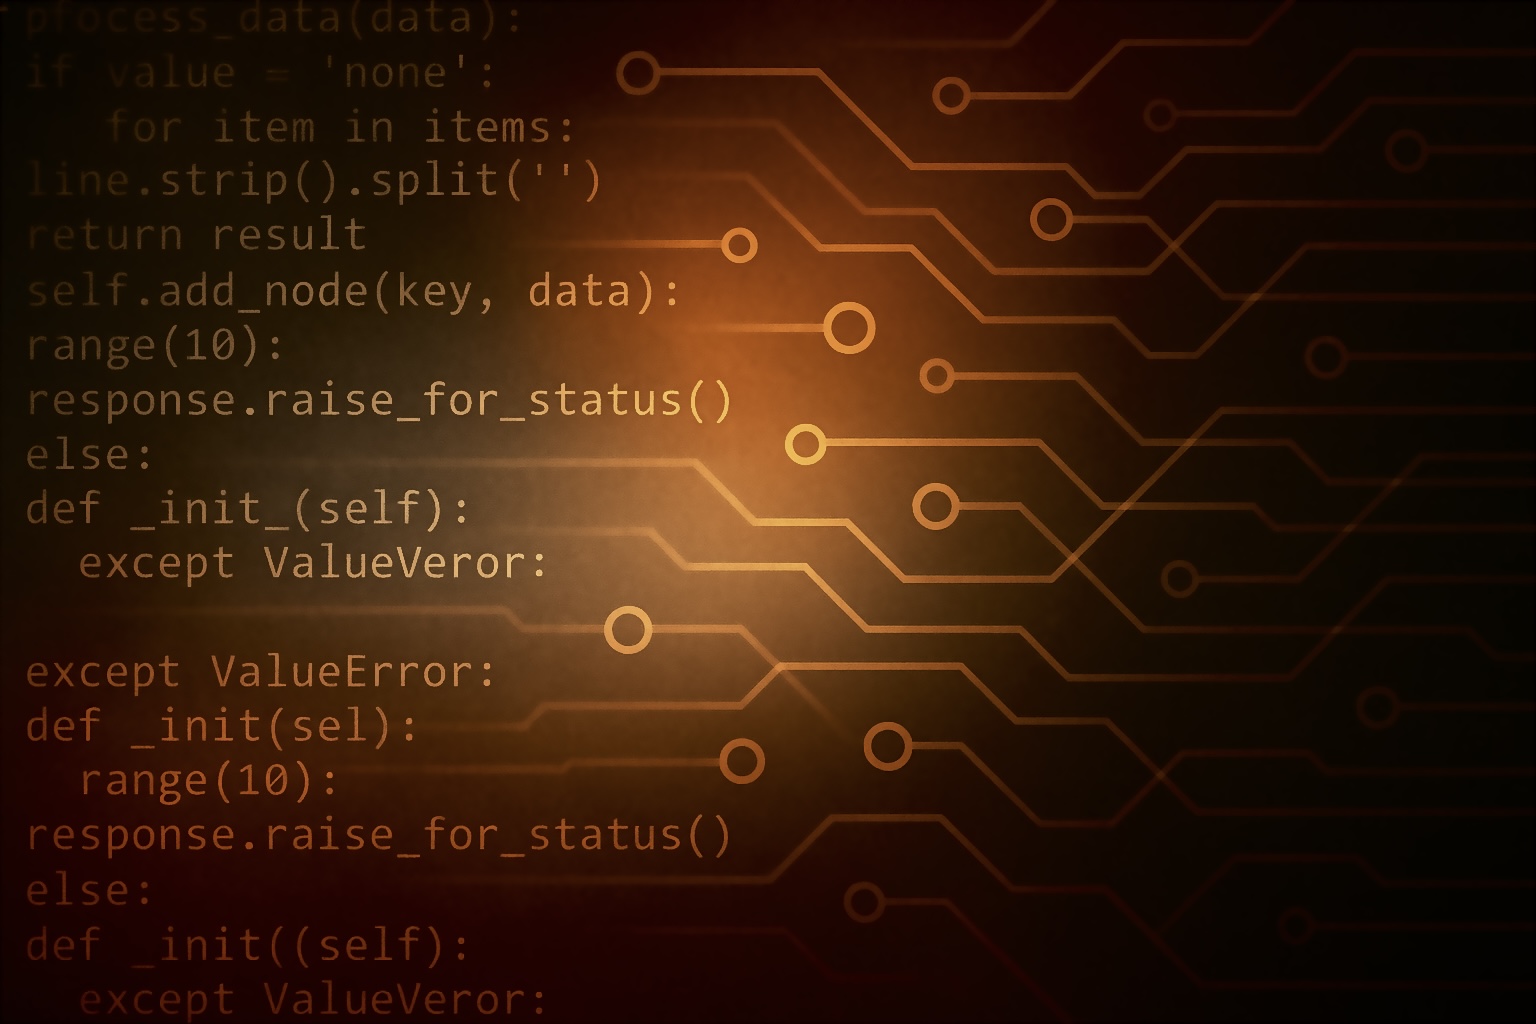 pfocess_data(data):
if value = 'none':
for item in items:
line.strip().split('')
return result
self.add_node(key, data):
range(10):
response.raise_for_status()
else:
def _init_(self):
except ValueVeror:
except ValueError:
def _init(sel):
range(10):
response.raise_for_status()
else:
def _init((self):
except ValueVeror: